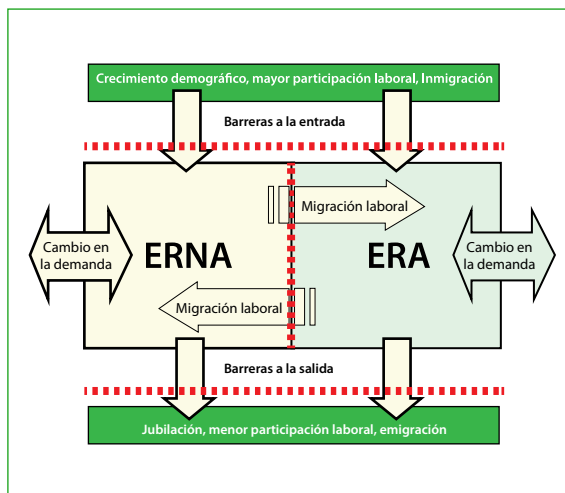 Crecimiento demográfico, mayor participación laboral, Inmigración
Barreras a la entrada
Migración laboral
Cambio en
la demanda
ERNA
ERA
Cambio en
la demanda
Migración laboral
Barreras a la salida
Jubilación, menor participación laboral, emigración